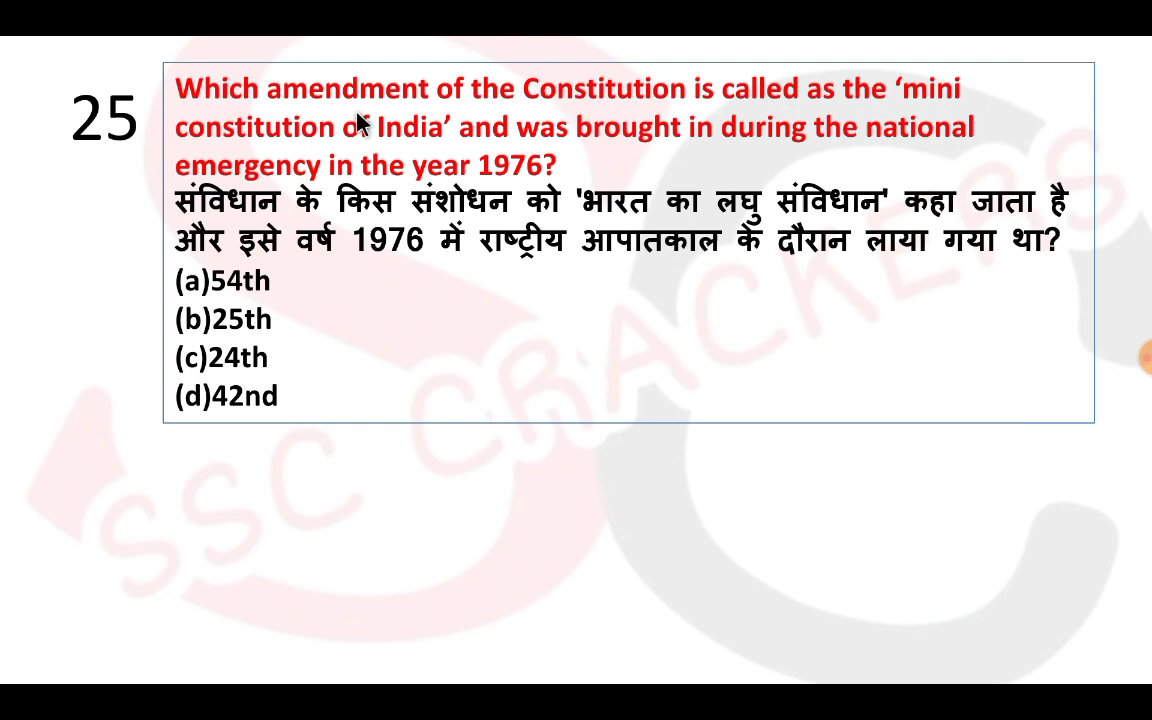 25
Which amendment of the Constitution is called as the ‘mini
constitution of India’ and was brought in during the national
emergency in the year 1976?
संविधान के किस संशोधन को 'भारत का लघु संविधान' कहा जाता है
और इसे वर्ष 1976 में राष्ट्रीय आपातकाल के दौरान लाया गया था?
(a)54th
(b)25th
(c)24th
(d)42nd
SSC CRACKERS